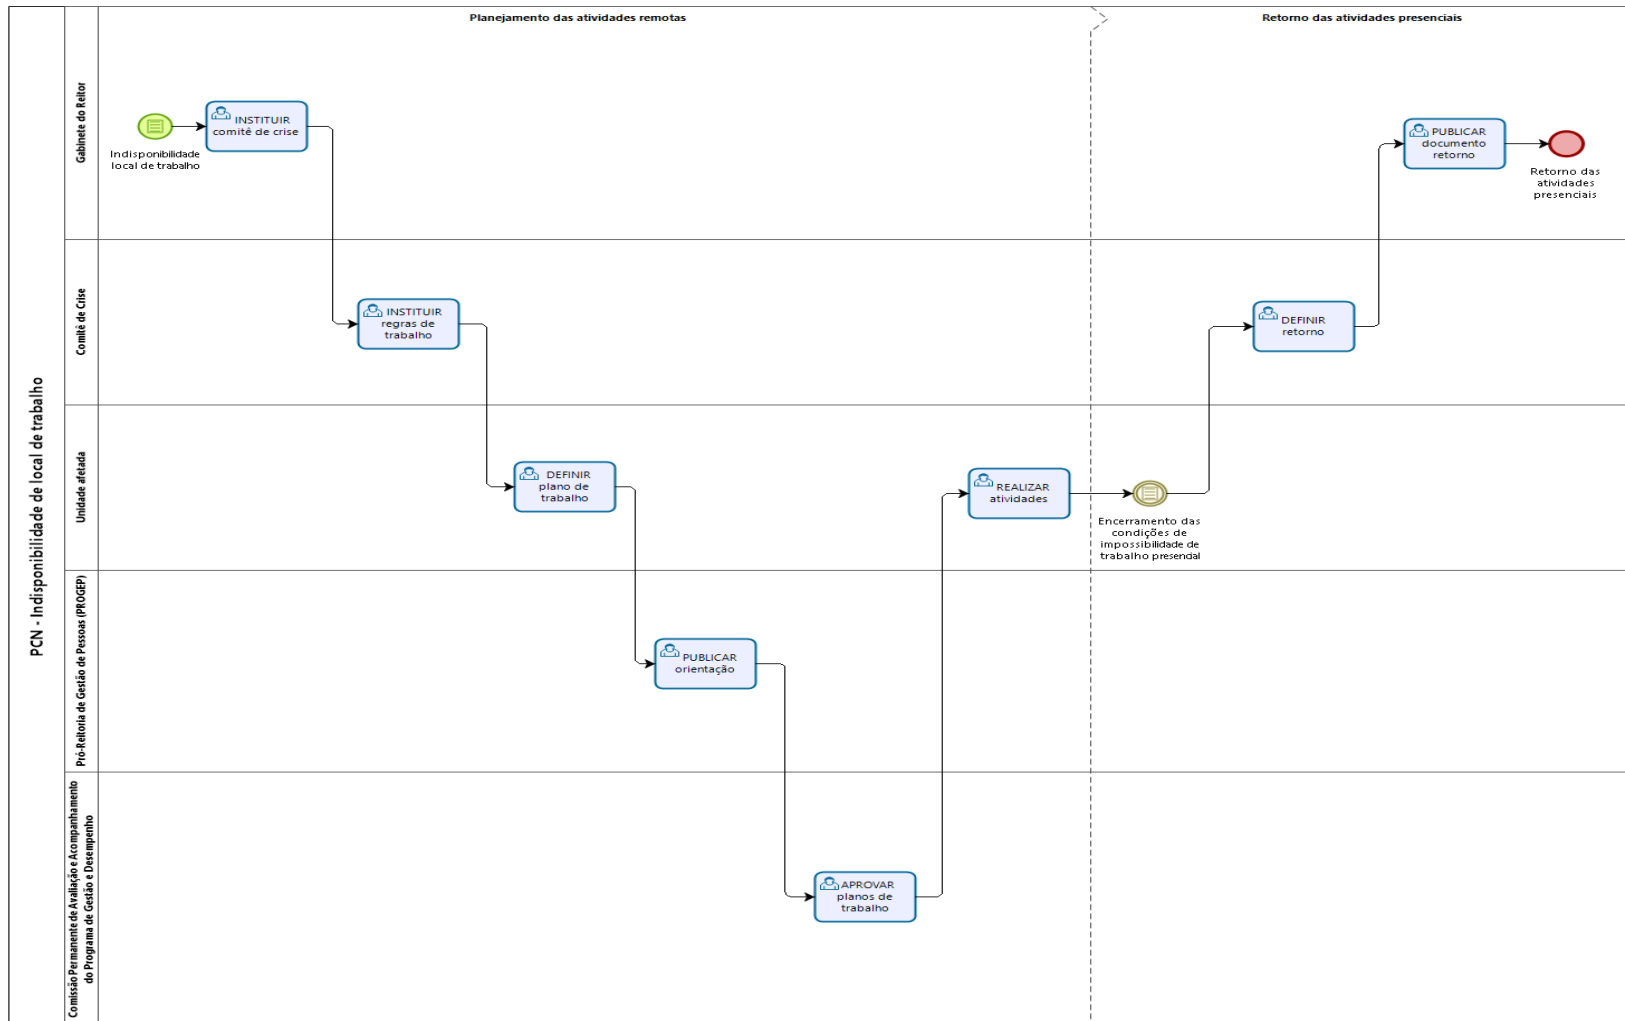 Planejamento das atividades remotas
Retorno das atividades presenciais
PCN - Indisponibilidade de local de trabalho
Gabinete do Reitor
Indisponibilidade
local de trabalho
INSTITUIR
comitê de crise
PUBLICAR
documento
retorno
Retorno das
atividades
presenciais
Comitê de Crise
INSTITUIR
regras de
trabalho
DEFINIR
retorno
Unidade afetada
DEFINIR
plano de
trabalho
REALIZAR
atividades
Encerramento das
condições de
impossibilidade de
trabalho presencial
Pró-Reitoria de Gestão de Pessoas (PROGEP)
PUBLICAR
orientação
Comissão Permanente de Avaliação e Acompanhamento
do Programa de Gestão e Desempenho
APROVAR
planos de
trabalho